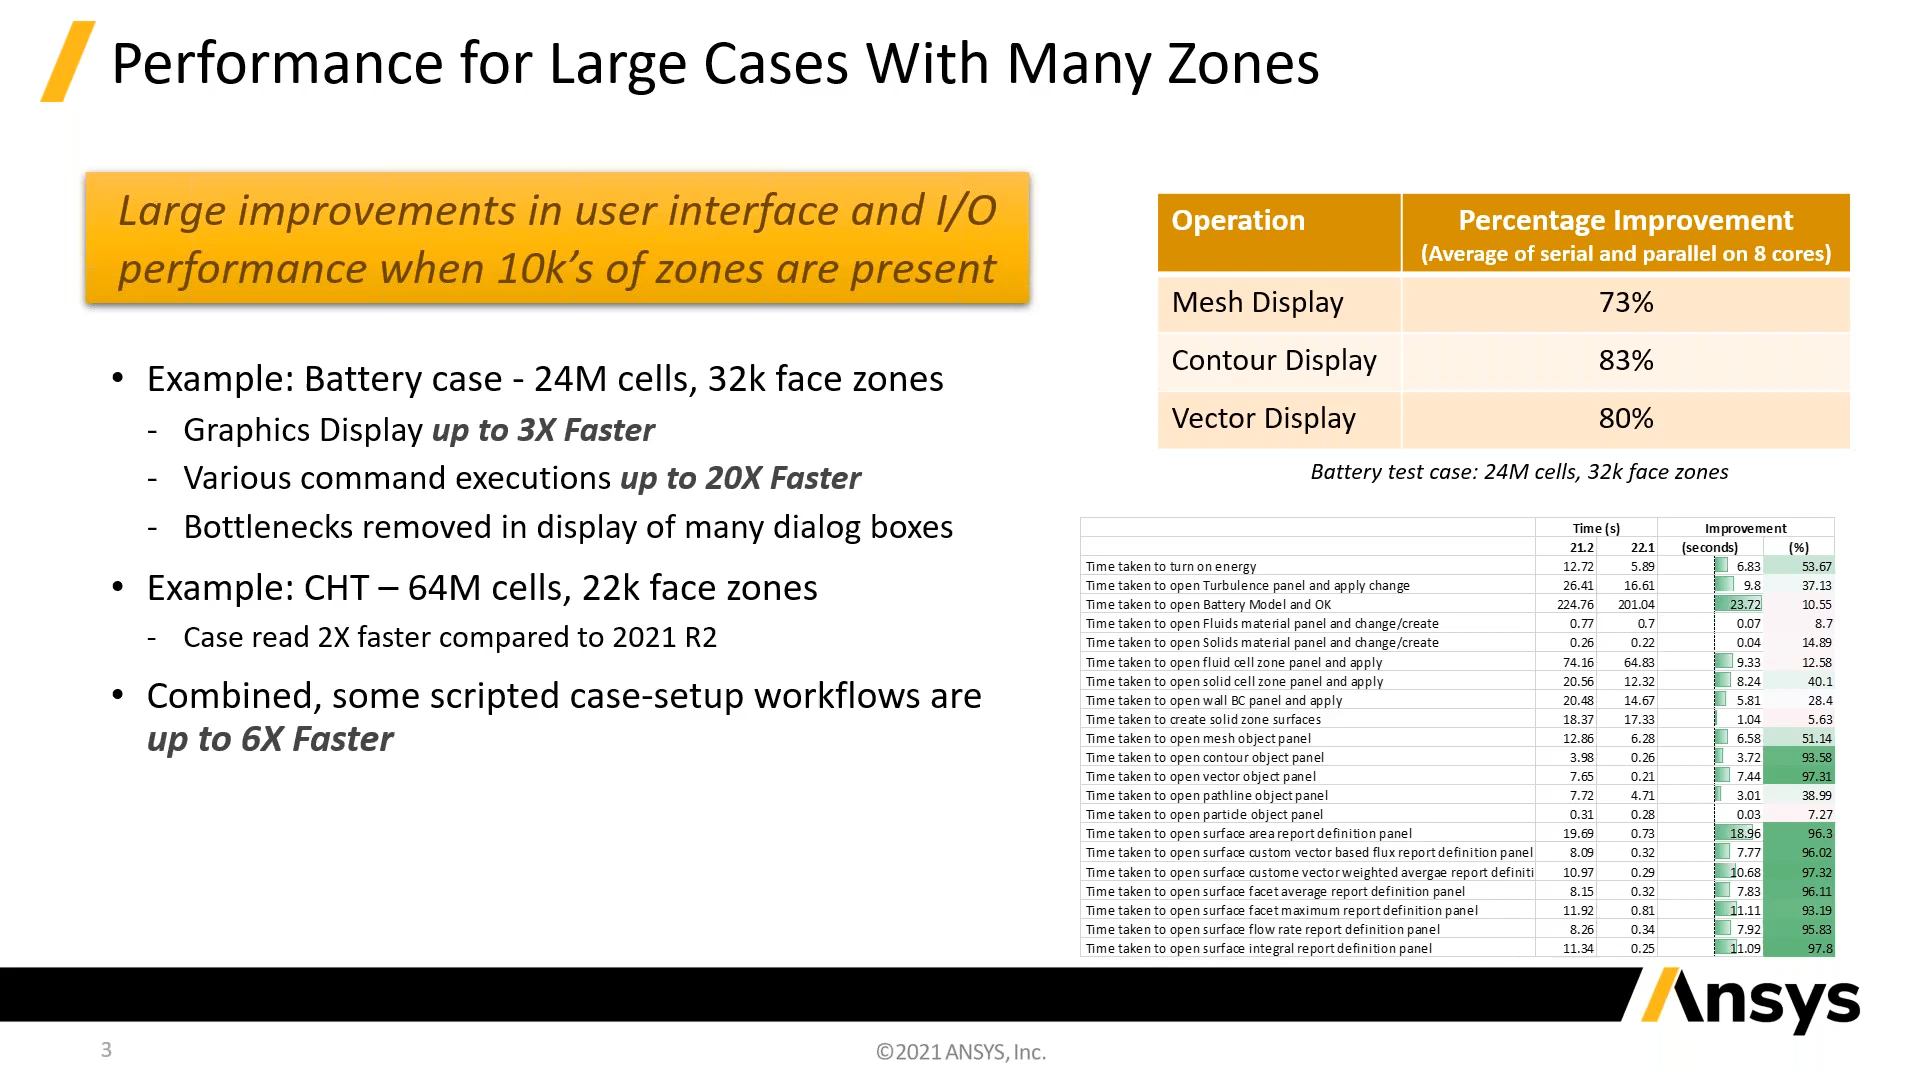 Performance for Large Cases With Many Zones
Large improvements in user interface and I/O
performance when 10k’s of zones are present
• Example: Battery case - 24M cells, 32k face zones
- Graphics Display up to 3X Faster
- Various command executions up to 20X Faster
- Bottlenecks removed in display of many dialog boxes
• Example: CHT – 64M cells, 22k face zones
- Case read 2X faster compared to 2021 R2
• Combined, some scripted case-setup workflows are
up to 6X Faster
Operation Percentage Improvement
(Average of serial and parallel on 8 cores)
Mesh Display 73%
Contour Display 83%
Vector Display 80%
Battery test case: 24M cells, 32k face zones
Time (s) Improvement
21.2 22.1 (seconds) (%)
Time taken to turn on energy 12.72 5.89 6.83 53.67
Time taken to open Turbulence panel and apply change 26.41 16.61 9.8 37.13
Time taken to open Battery Model and OK 224.76 201.04 23.72 10.55
Time taken to open Fluids material panel and change/create 0.77 0.7 0.07 8.7
Time taken to open Solids material panel and change/create 0.26 0.22 0.04 14.89
Time taken to open fluid cell zone panel and apply 74.16 64.83 9.33 12.58
Time taken to open solid cell zone panel and apply 20.56 12.32 8.24 40.1
Time taken to open wall BC panel and apply 20.48 14.67 5.81 28.4
Time taken to create solid zone surfaces 18.37 17.33 1.04 5.63
Time taken to open mesh object panel 12.86 6.28 6.58 51.14
Time taken to open contour object panel 3.98 0.26 3.72 93.58
Time taken to open vector object panel 7.65 0.21 7.44 97.31
Time taken to open pathline object panel 7.72 4.71 3.01 38.99
Time taken to open particle object panel 0.31 0.28 0.03 7.27
Time taken to open surface area report definition panel 19.69 0.73 18.96 96.3
Time taken to open surface custom vector based flux report definition panel 8.09 0.32 7.77 96.02
Time taken to open surface custome vector weighted avergae report definiti 10.97 0.29 10.68 97.32
Time taken to open surface facet average report definition panel 8.15 0.32 7.83 96.11
Time taken to open surface facet maximum report definition panel 11.92 0.81 11.11 93.19
Time taken to open surface flow rate report definition panel 8.26 0.34 7.92 95.83
Time taken to open surface integral report definition panel 11.34 0.25 11.09 97.8
Ansys
3
©2021 ANSYS, Inc.